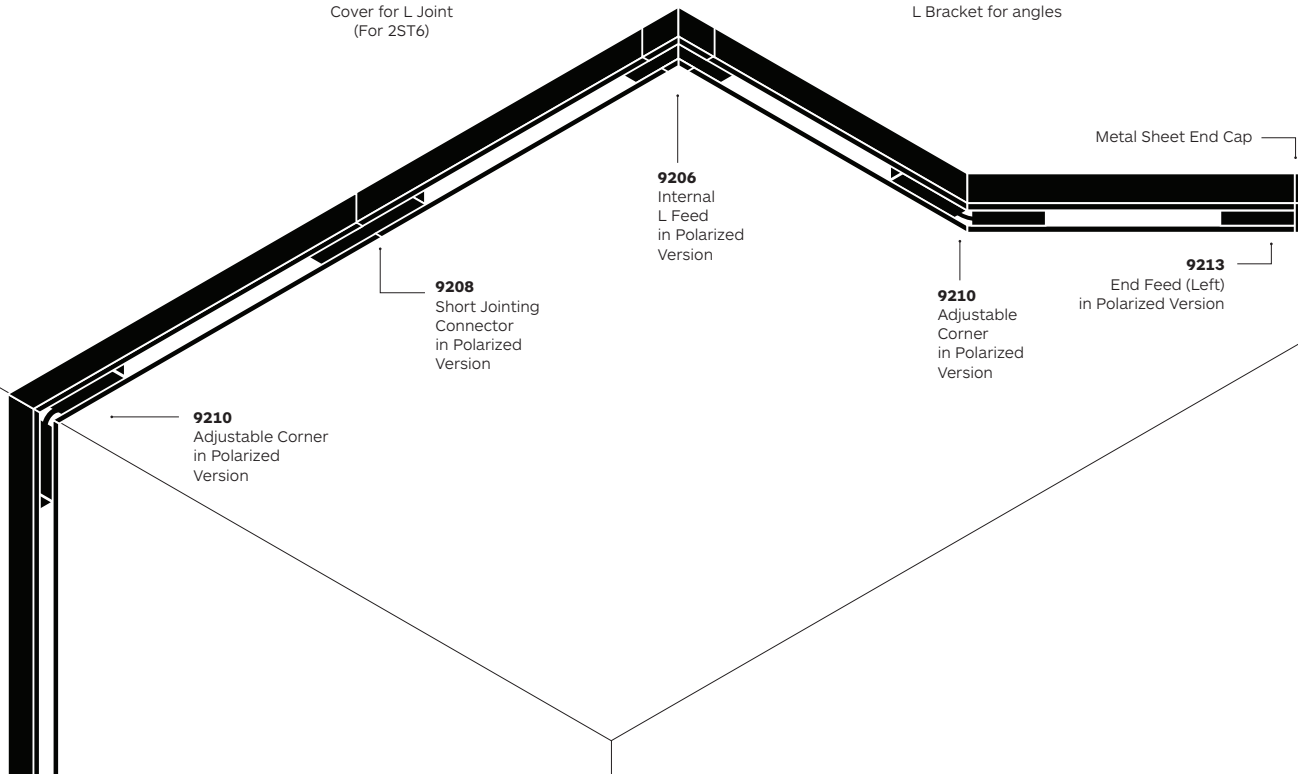 Cover for L Joint
(For 2ST6)
L Bracket for angles
Metal Sheet End Cap
9206
Internal
L Feed
in Polarized
Version
9213
End Feed (Left)
in Polarized Version
9208
Short Jointing
Connector
in Polarized
Version
9210
Adjustable
Corner
in Polarized
Version
9210
Adjustable Corner
in Polarized
Version